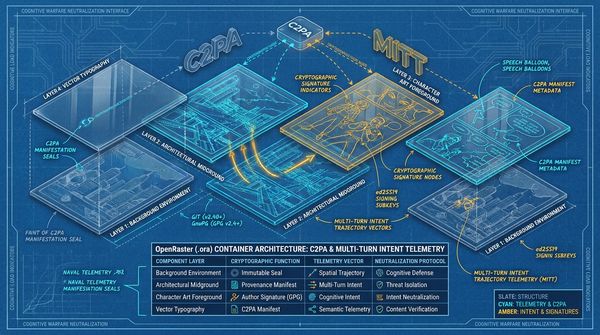 COGNITIVE WARFARE NEUTRALIZATION INTERFACE
COGNITIVE WARFARE NEUTRALIZATION INTERFACE
C2PA
C2PA
MITT
LAYER 4: VECTOR TYPOGRAPHY
CRYPTOGRAPHIC
SIGNATURE
INDICATORS
LAYER 3: CHARACTER
ART FOREGROUND
SPEECH BALLOON,
SPEECH BALLOONS
C2PA MANIFEST
METADATA
C2PA
MANIFESTATION
SEALS
LAYER 2: ARCHITECTURAL MIDGROUND
C2PA MANIFEST
METADATA
CRYPTOGRAPHIC
SIGNATURE NODES
LAYER 1: BACKGROUND ENVIRONMENT
GIT (v2.40+)
GnuPG (GPG v2.4+)
LAYER 2: ARCHITECTURAL MIDGROUND
ed25519
SIGNING
SUBKEYS
LAYER 1: BACKGROUND ENVIRONMENT
FAINT OF C2PA
MANIFESTATION SEAL
MULTI-TURN INTENT
TRAJECTORY VECTORS
ed25519
SIGNIN SSBKEYS
NAVAL TELEMETRY
NAVAL TELEMETRY
MANIFESTATION SEALS
MULTI-TURN INTENT
TRAJECTORY TELEMETRY (MITT)
OpenRaster (.ora) CONTAINER ARCHITECTURE: C2PA & MULTI-TURN INTENT TELEMETRY
COMPONENT LAYER CRYPTOGRAPHIC FUNCTION TELEMETRY VECTOR NEUTRALIZATION PROTOCOL
Background Environment Immutable Seal Spatial Trajectory Cognitive Defense
Architectural Midground Provenance Manifest Multi-Turn Intent Threat Isolation
Character Art Foreground Author Signature (GPG) Cognitive Intent Intent Neutralization
Vector Typography C2PA Manifest Semantic Telemetry Content Verification
SLATE: STRUCTURE
CYAN: TELEMETRY & C2PA
AMBER: INTENT & SIGNATURES
COGNITIVE WARFARE NEUTRALIZATION